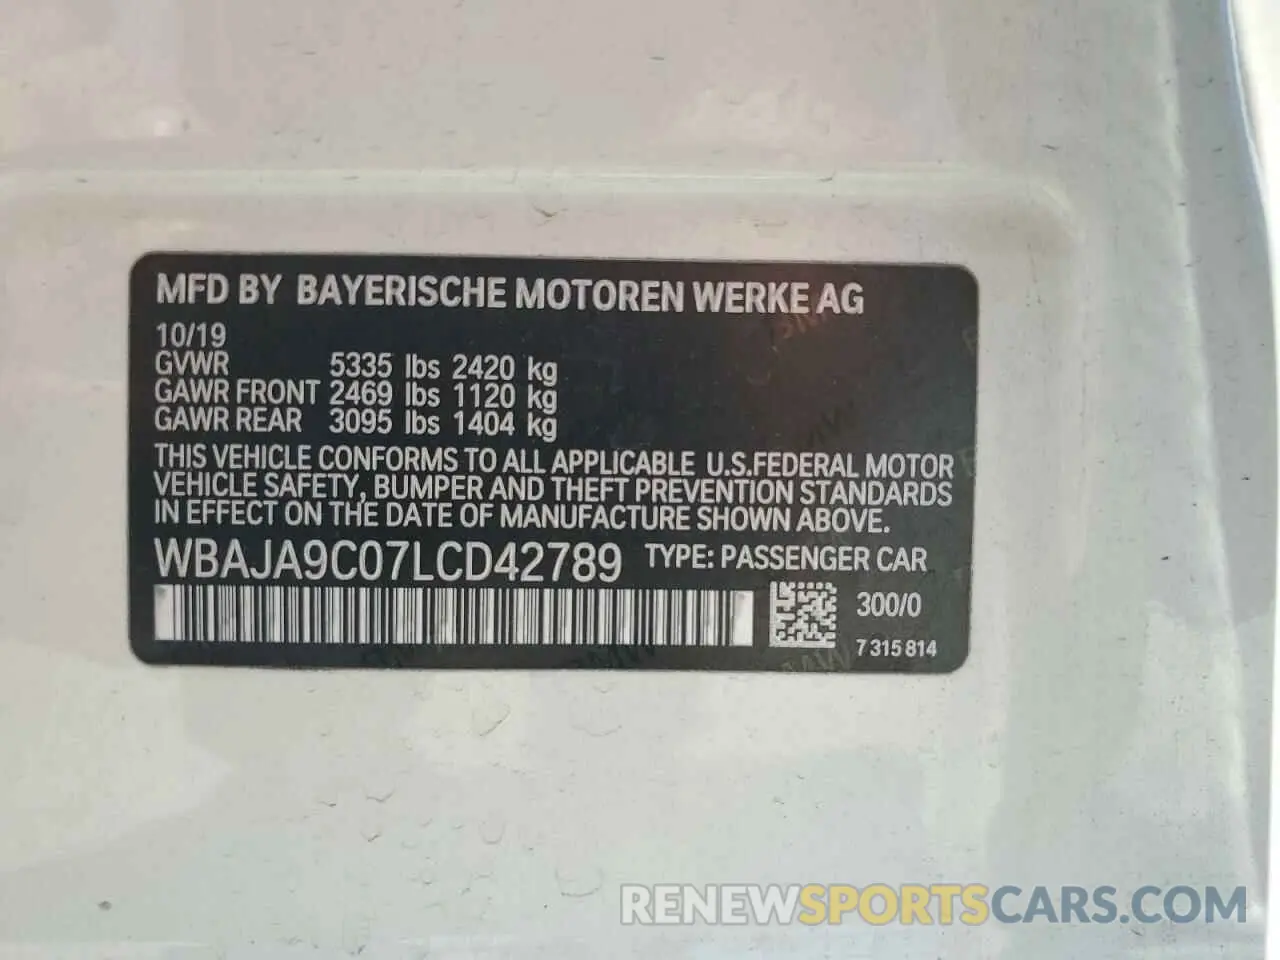 MFD BY BAYERISCHE MOTOREN WERKE AG
10/19
GVWR 5335 lbs 2420 kg
GAWR FRONT 2469 lbs 1120 kg
GAWR REAR 3095 lbs 1404 kg
THIS VEHICLE CONFORMS TO ALL APPLICABLE U.S.FEDERAL MOTOR
VEHICLE SAFETY, BUMPER AND THEFT PREVENTION STANDARDS
IN EFFECT ON THE DATE OF MANUFACTURE SHOWN ABOVE.
WBAJA9C07LCD42789 TYPE: PASSENGER CAR
300/0
7 315 814
RENEWSPORTSCARS.COM